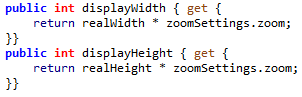 public int displayWidth { get {
    return realWidth * zoomSettings.zoom;
}}
public int displayHeight { get {
    return realHeight * zoomSettings.zoom;
}}